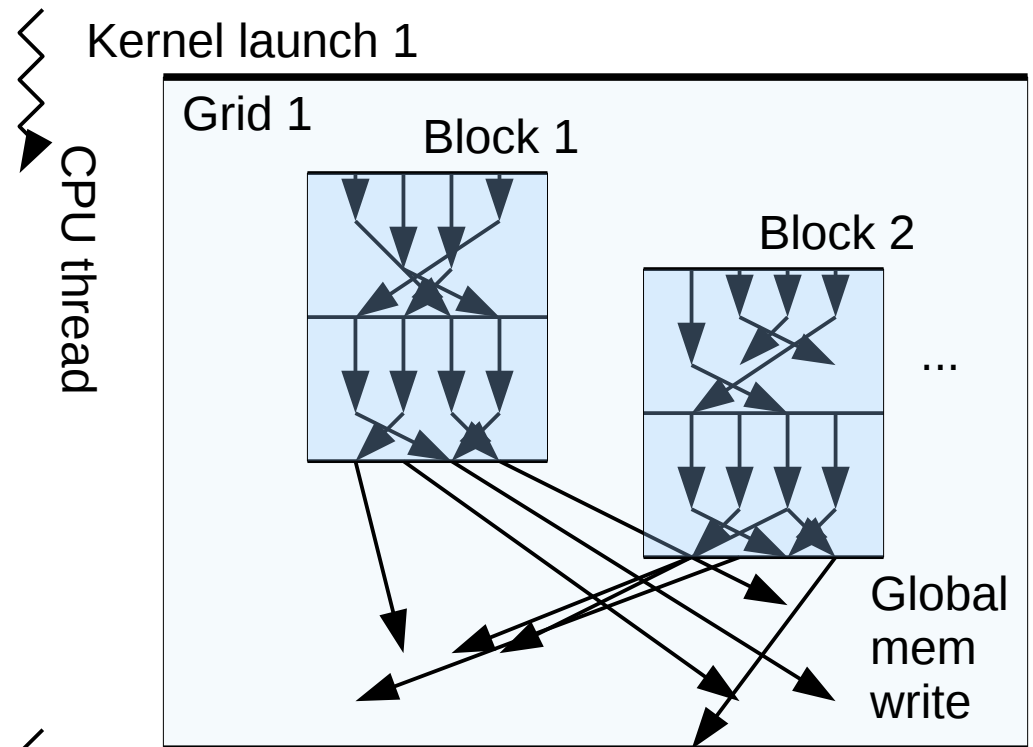 Kernel launch 1
Grid 1
Block 1
Block 2
CPU thread
...
Global
mem
write